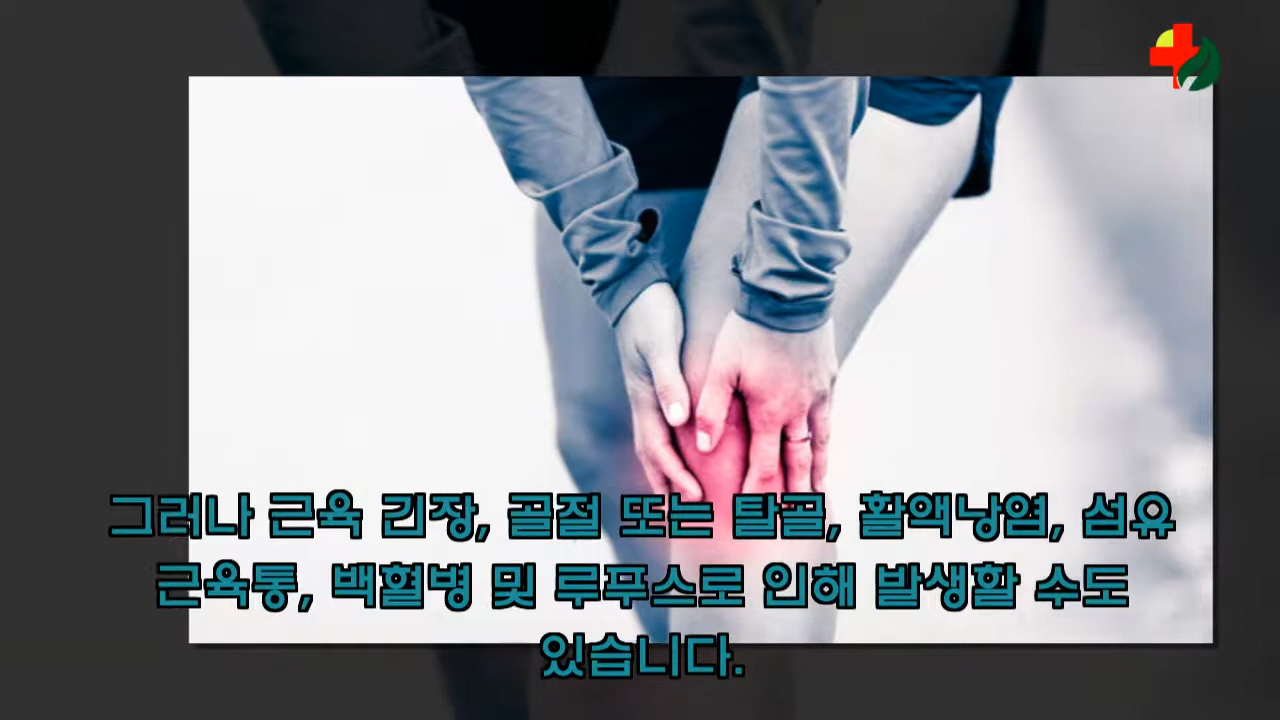 그러나 근육 긴장, 골절 또는 탈골, 활액낭염, 섬유
근육통, 백혈병 및 루푸스로 인해 발생할 수도
있습니다.